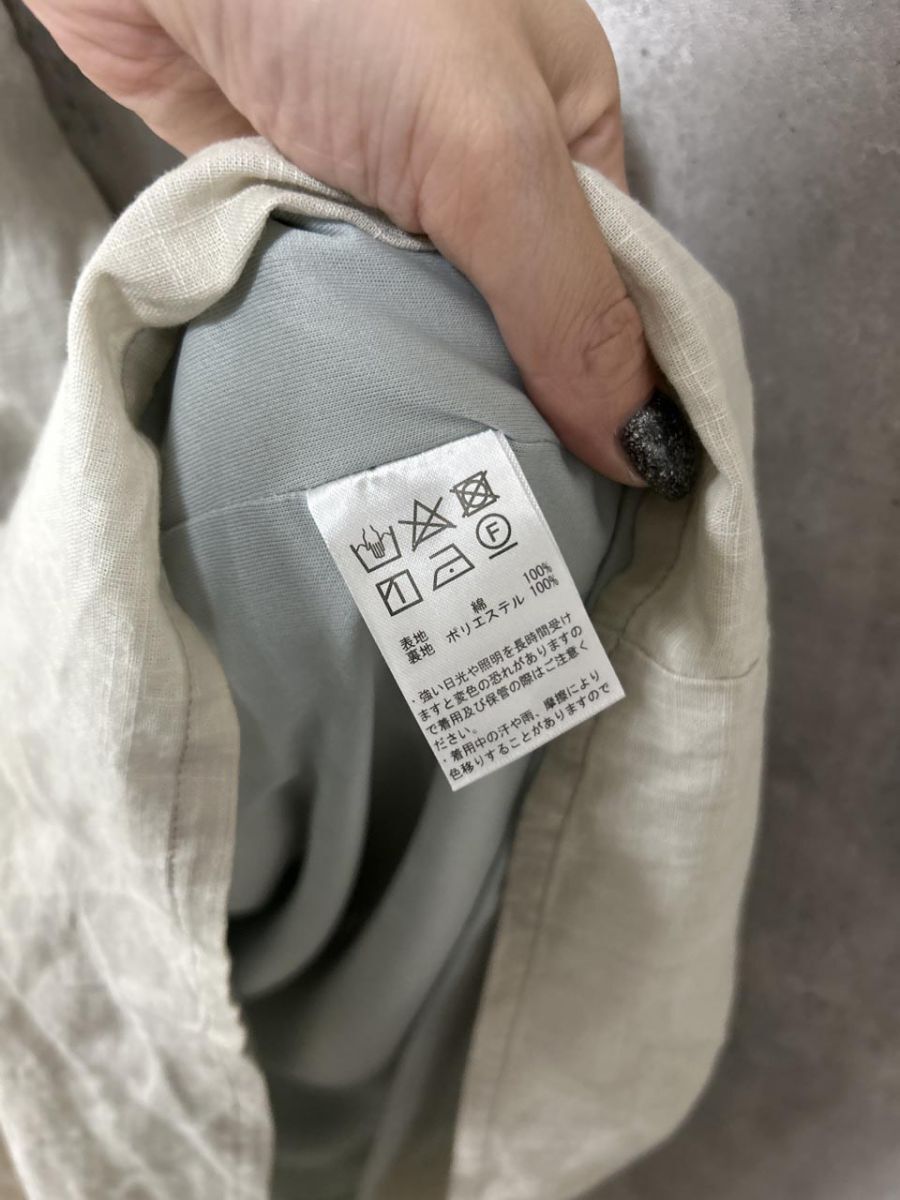 F
表地 綿 100%
裏地 ポリエステル 100%
・強い日光や照明を長時間受け
ますと変色の恐れがありますの
で着用及び保管の際はご注意く
ださい。
・着用中の汗や雨、摩擦により
色移りすることがありますので